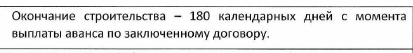 Окончание строительства – 180 календарных дней с момента
выплаты аванса по заключенному договору.